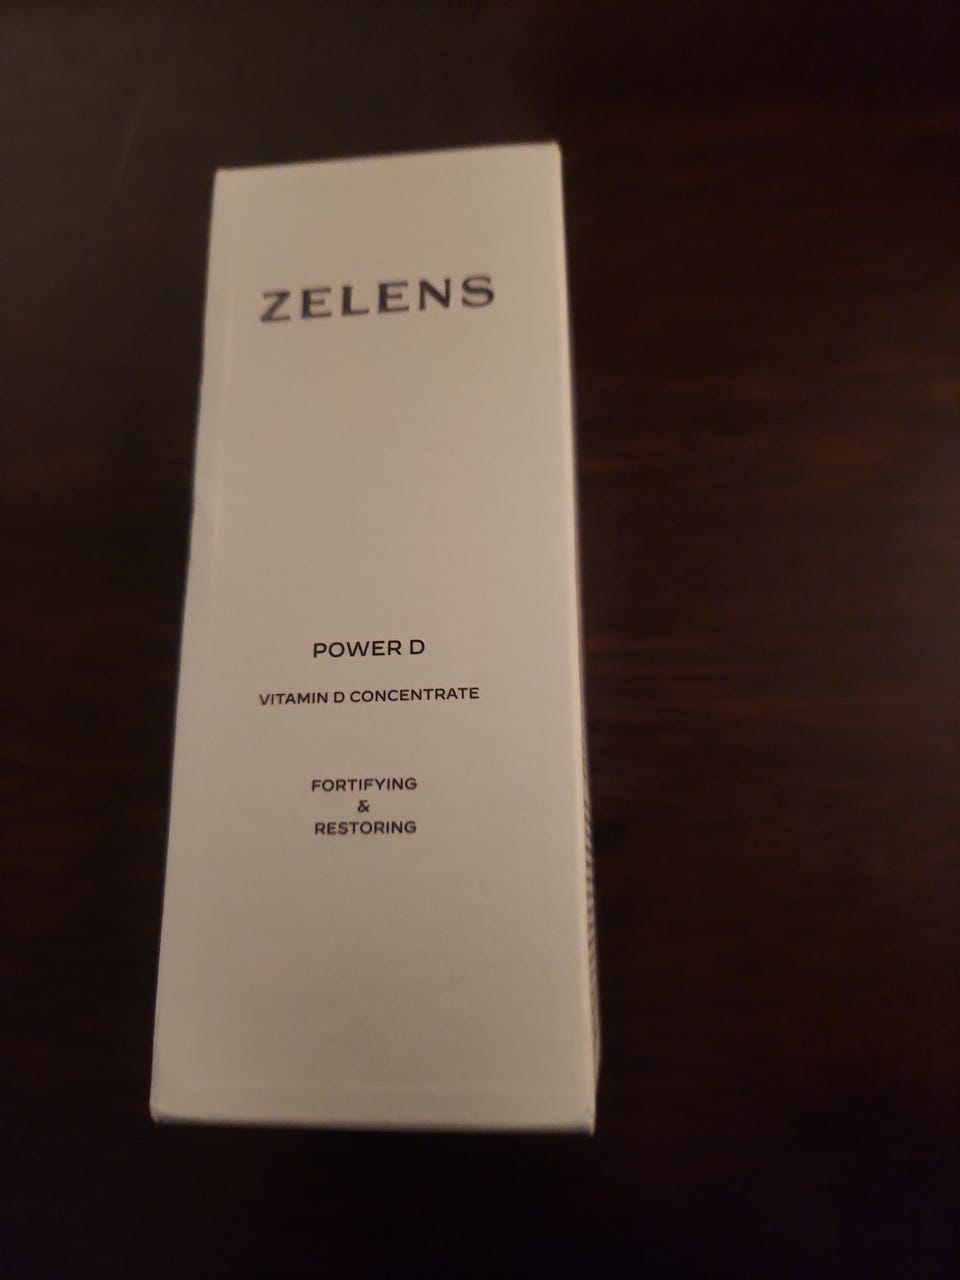 ZELENS
POWER D
VITAMIN D CONCENTRATE
FORTIFYING
&
RESTORING